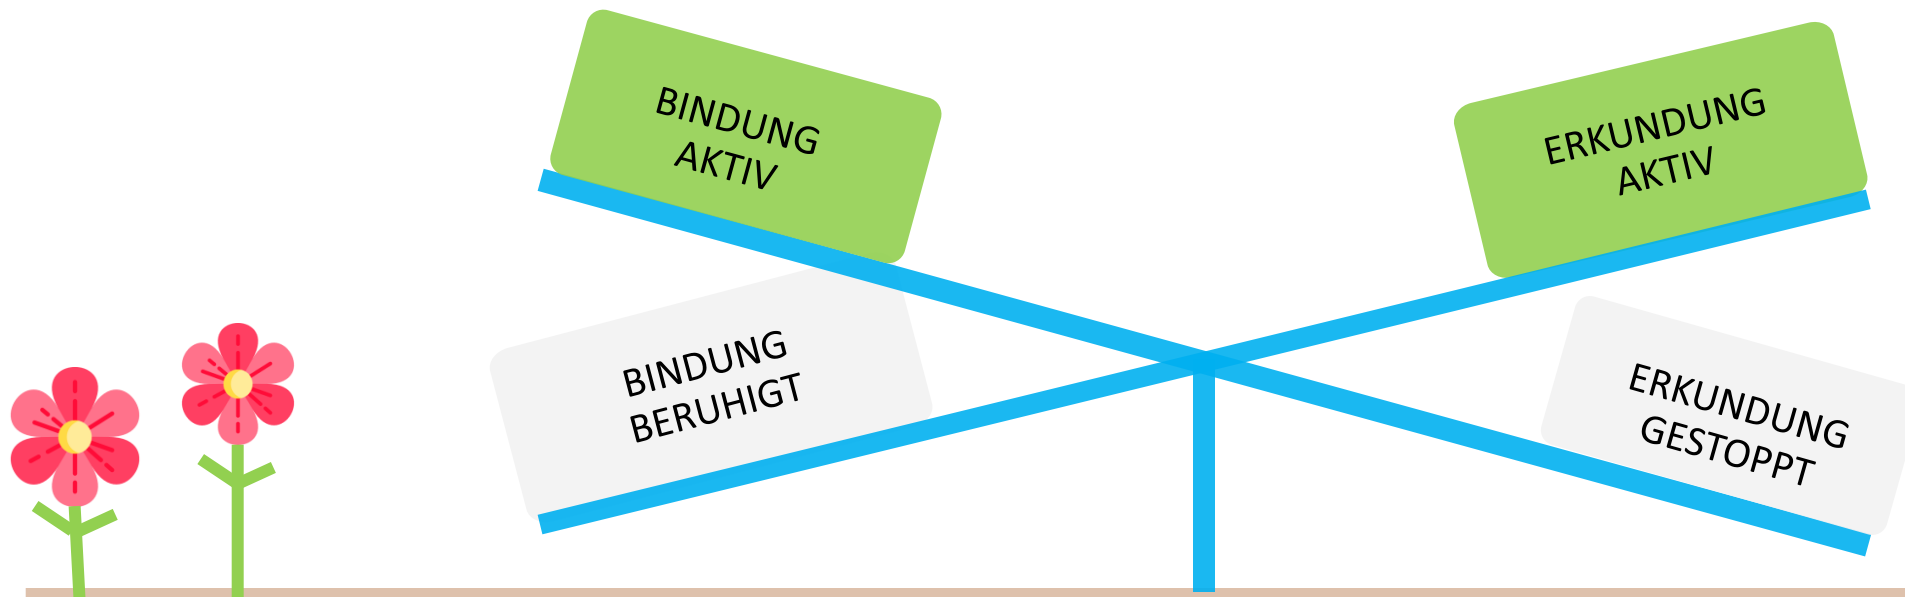 BINDUNG
AKTIV
ERKUNDUNG
AKTIV
BINDUNG
BERUHIGT
ERKUNDUNG
GESTOPPT